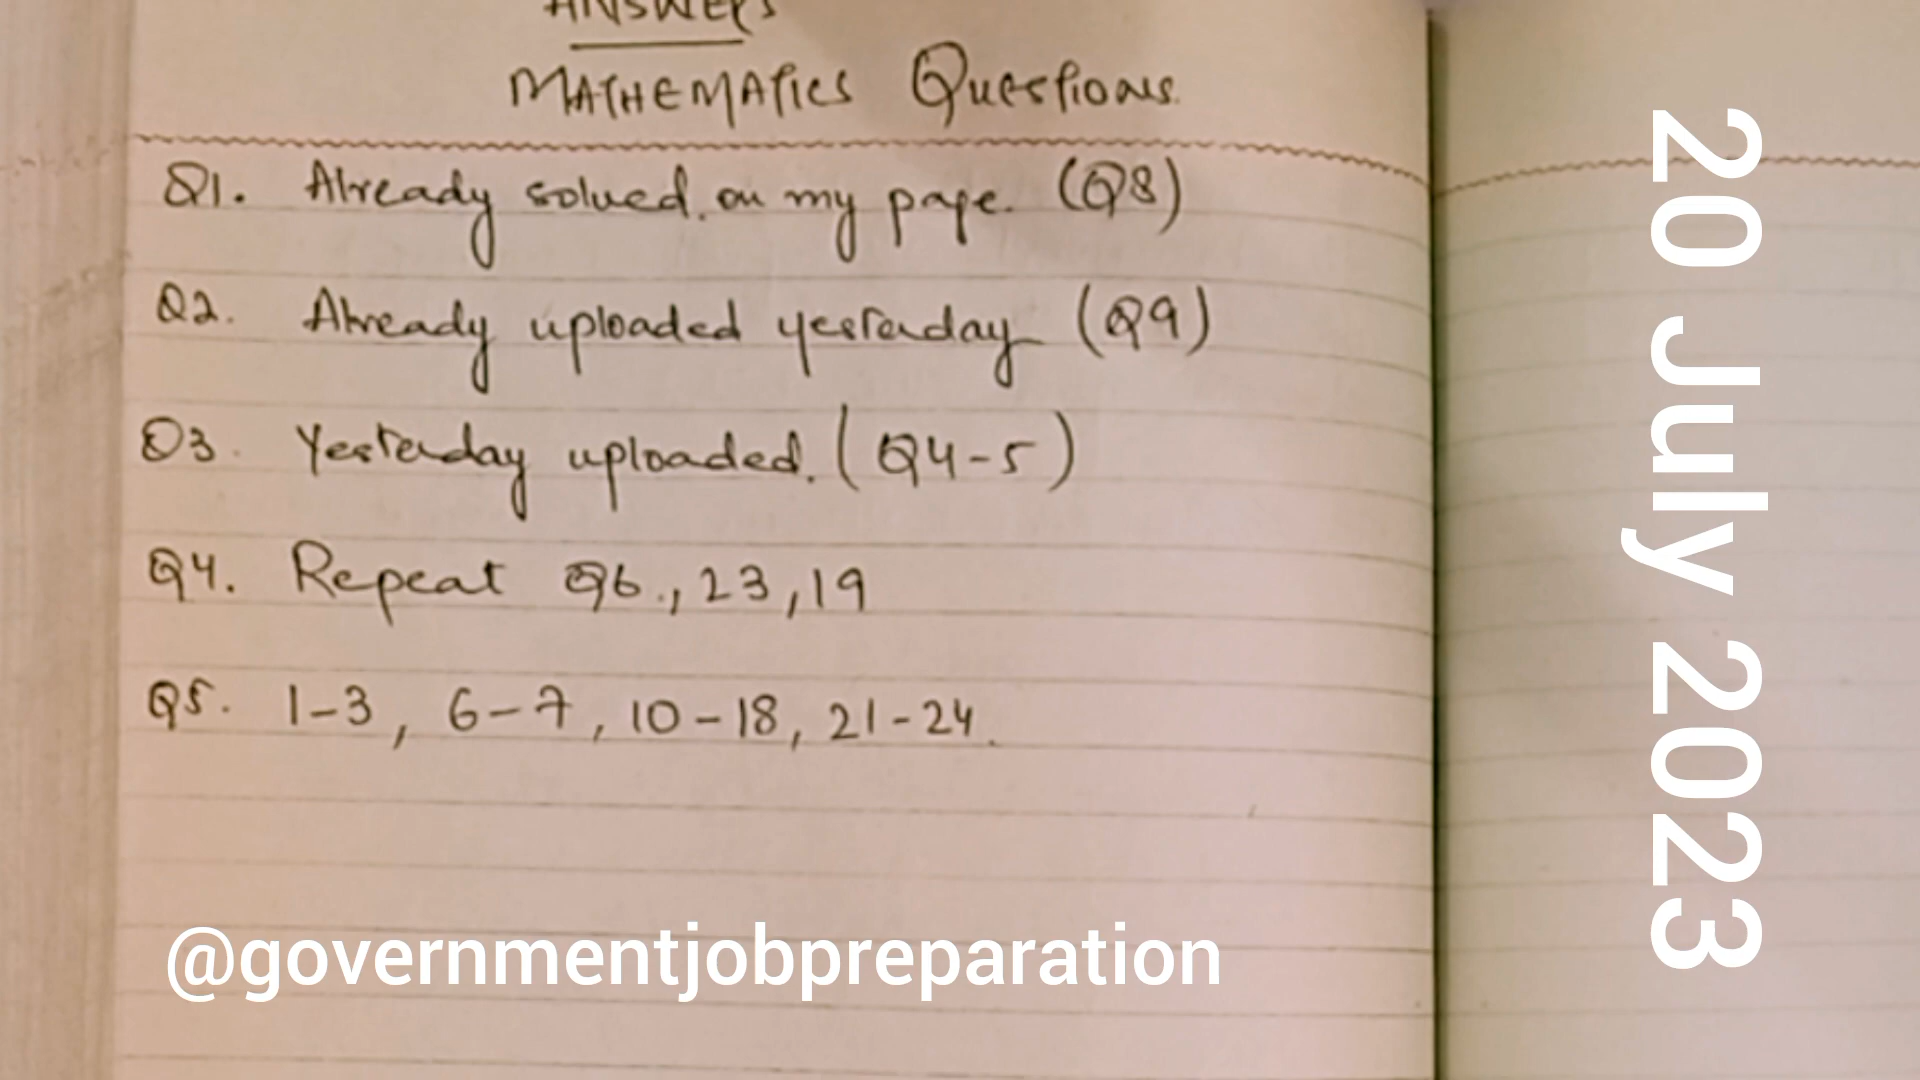 ANSWERS
MATHEMATICS Questions.
Q1. Already solved on my page. (Q8)
Q2. Already uploaded yesterday (Q9)
Q3. Yesterday uploaded. (Q4-5)
Q4. Repeat Q6., 23, 19
Q5. 1-3, 6-7, 10-18, 21-24.
@governmentjobpreparation
20 July 2023